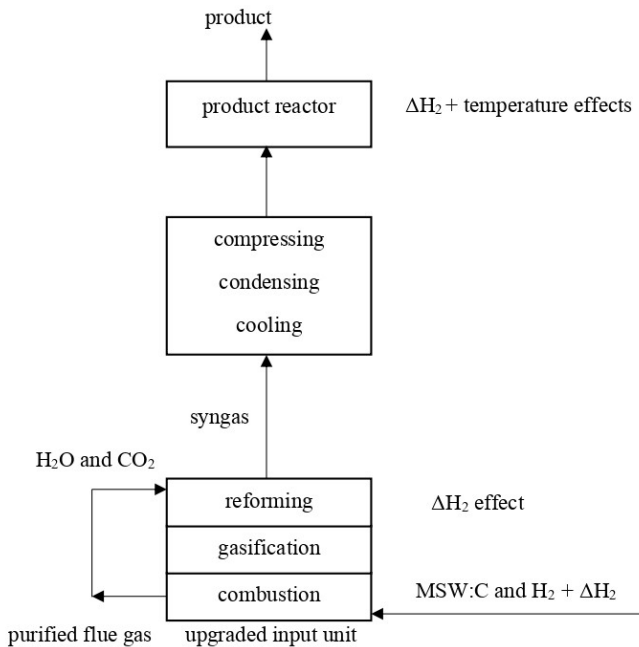 product
product reactor
ΔH₂ + temperature effects
compressing
condensing
cooling
syngas
H₂O and CO₂
reforming
ΔH₂ effect
gasification
combustion
MSW:C and H₂ + ΔH₂
purified flue gas
upgraded input unit